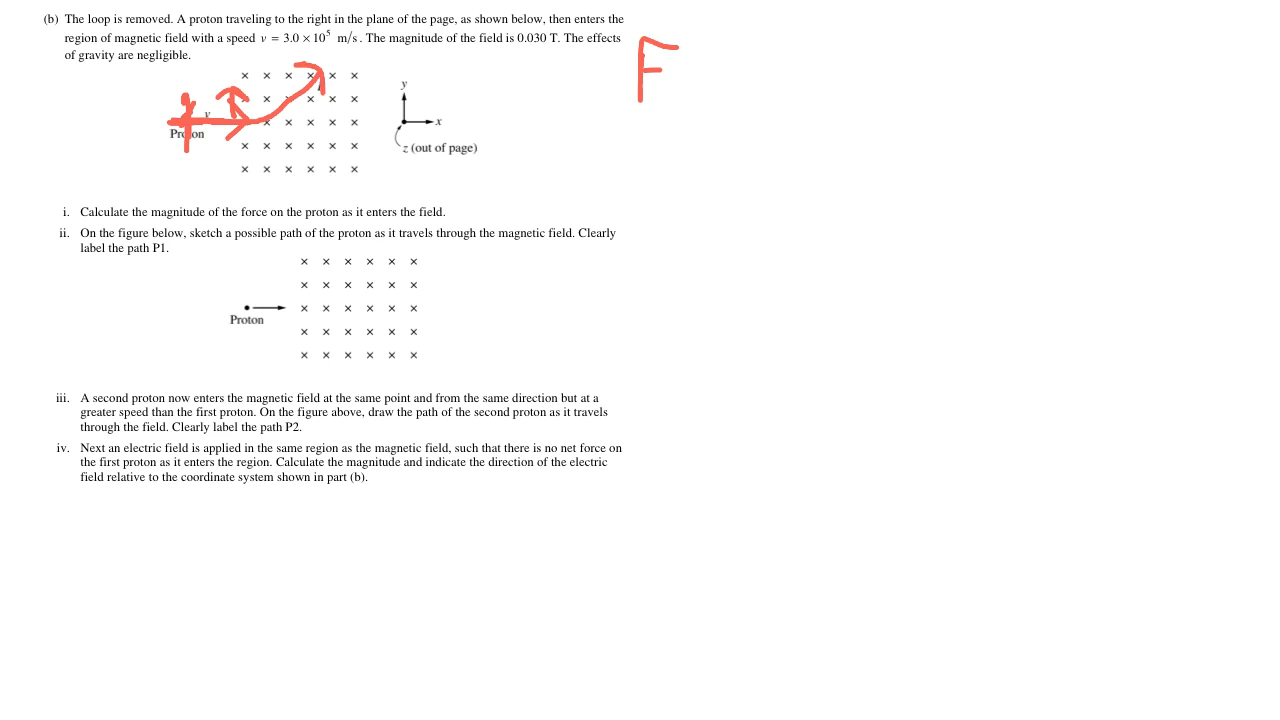 (b) The loop is removed. A proton traveling to the right in the plane of the page, as shown below, then enters the
region of magnetic field with a speed v = 3.0 × 10⁵ m/s. The magnitude of the field is 0.030 T. The effects
of gravity are negligible.
F
× × × × × ×
y
× × × × ×
v
× × × × ×
x
Proton
× × × × × ×
z (out of page)
× × × × × ×
i. Calculate the magnitude of the force on the proton as it enters the field.
ii. On the figure below, sketch a possible path of the proton as it travels through the magnetic field. Clearly
label the path P1.
× × × × × ×
× × × × × ×
× × × × × ×
Proton
× × × × × ×
× × × × × ×
iii. A second proton now enters the magnetic field at the same point and from the same direction but at a
greater speed than the first proton. On the figure above, draw the path of the second proton as it travels
through the field. Clearly label the path P2.
iv. Next an electric field is applied in the same region as the magnetic field, such that there is no net force on
the first proton as it enters the region. Calculate the magnitude and indicate the direction of the electric
field relative to the coordinate system shown in part (b).